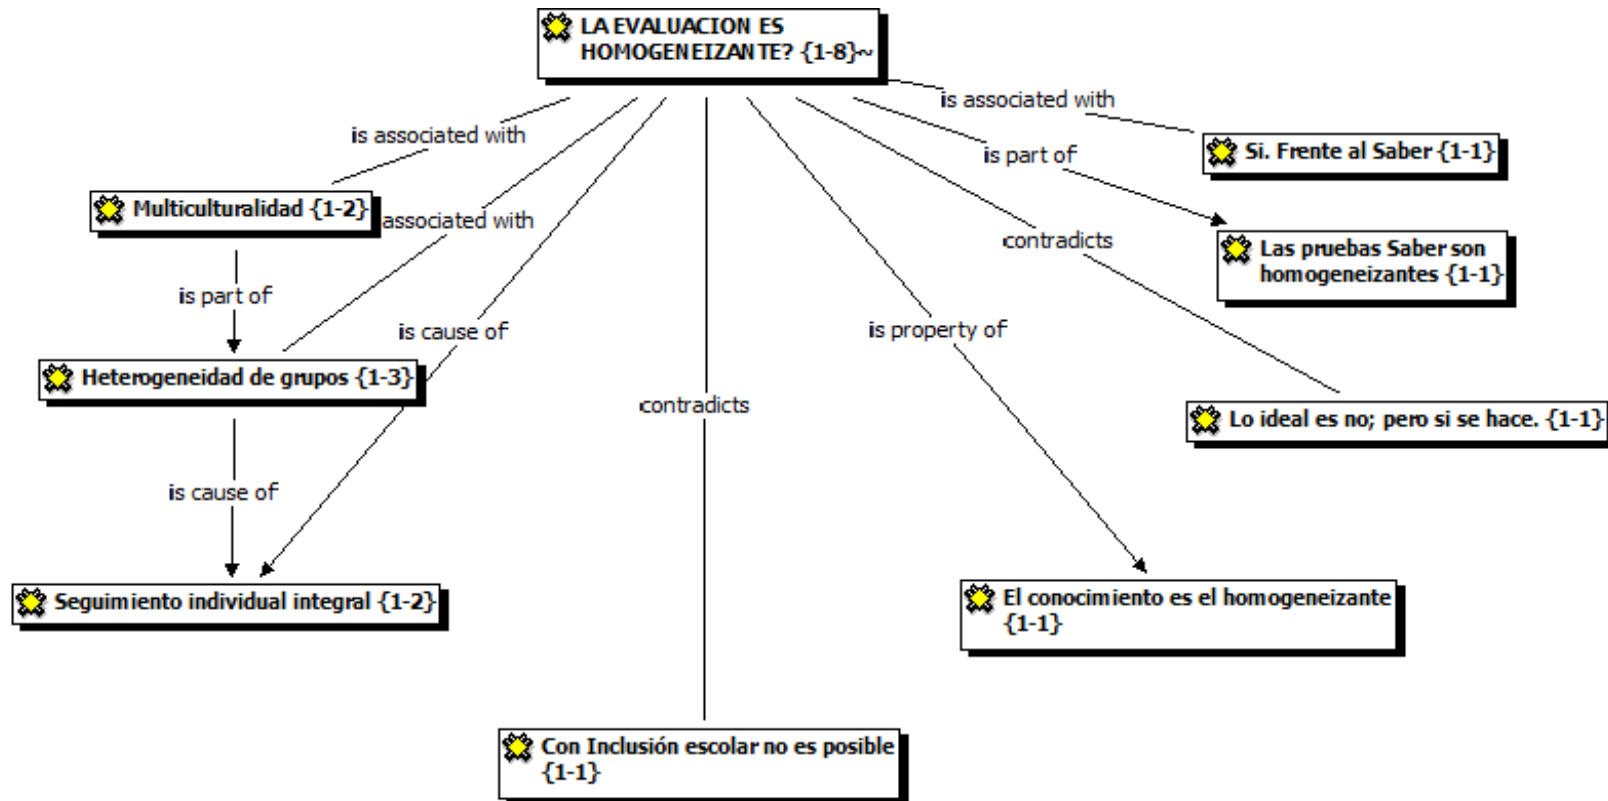 LA EVALUACION ES
HOMOGENEIZANTE? {1-8}~
is associated with
is associated with
Si. Frente al Saber {1-1}
is part of
Multiculturalidad {1-2}
associated with
contradicts
Las pruebas Saber son
homogeneizantes {1-1}
is part of
is cause of
is property of
Heterogeneidad de grupos {1-3}
contradicts
Lo ideal es no; pero si se hace. {1-1}
is cause of
Seguimiento individual integral {1-2}
El conocimiento es el homogeneizante
{1-1}
Con Inclusión escolar no es posible
{1-1}